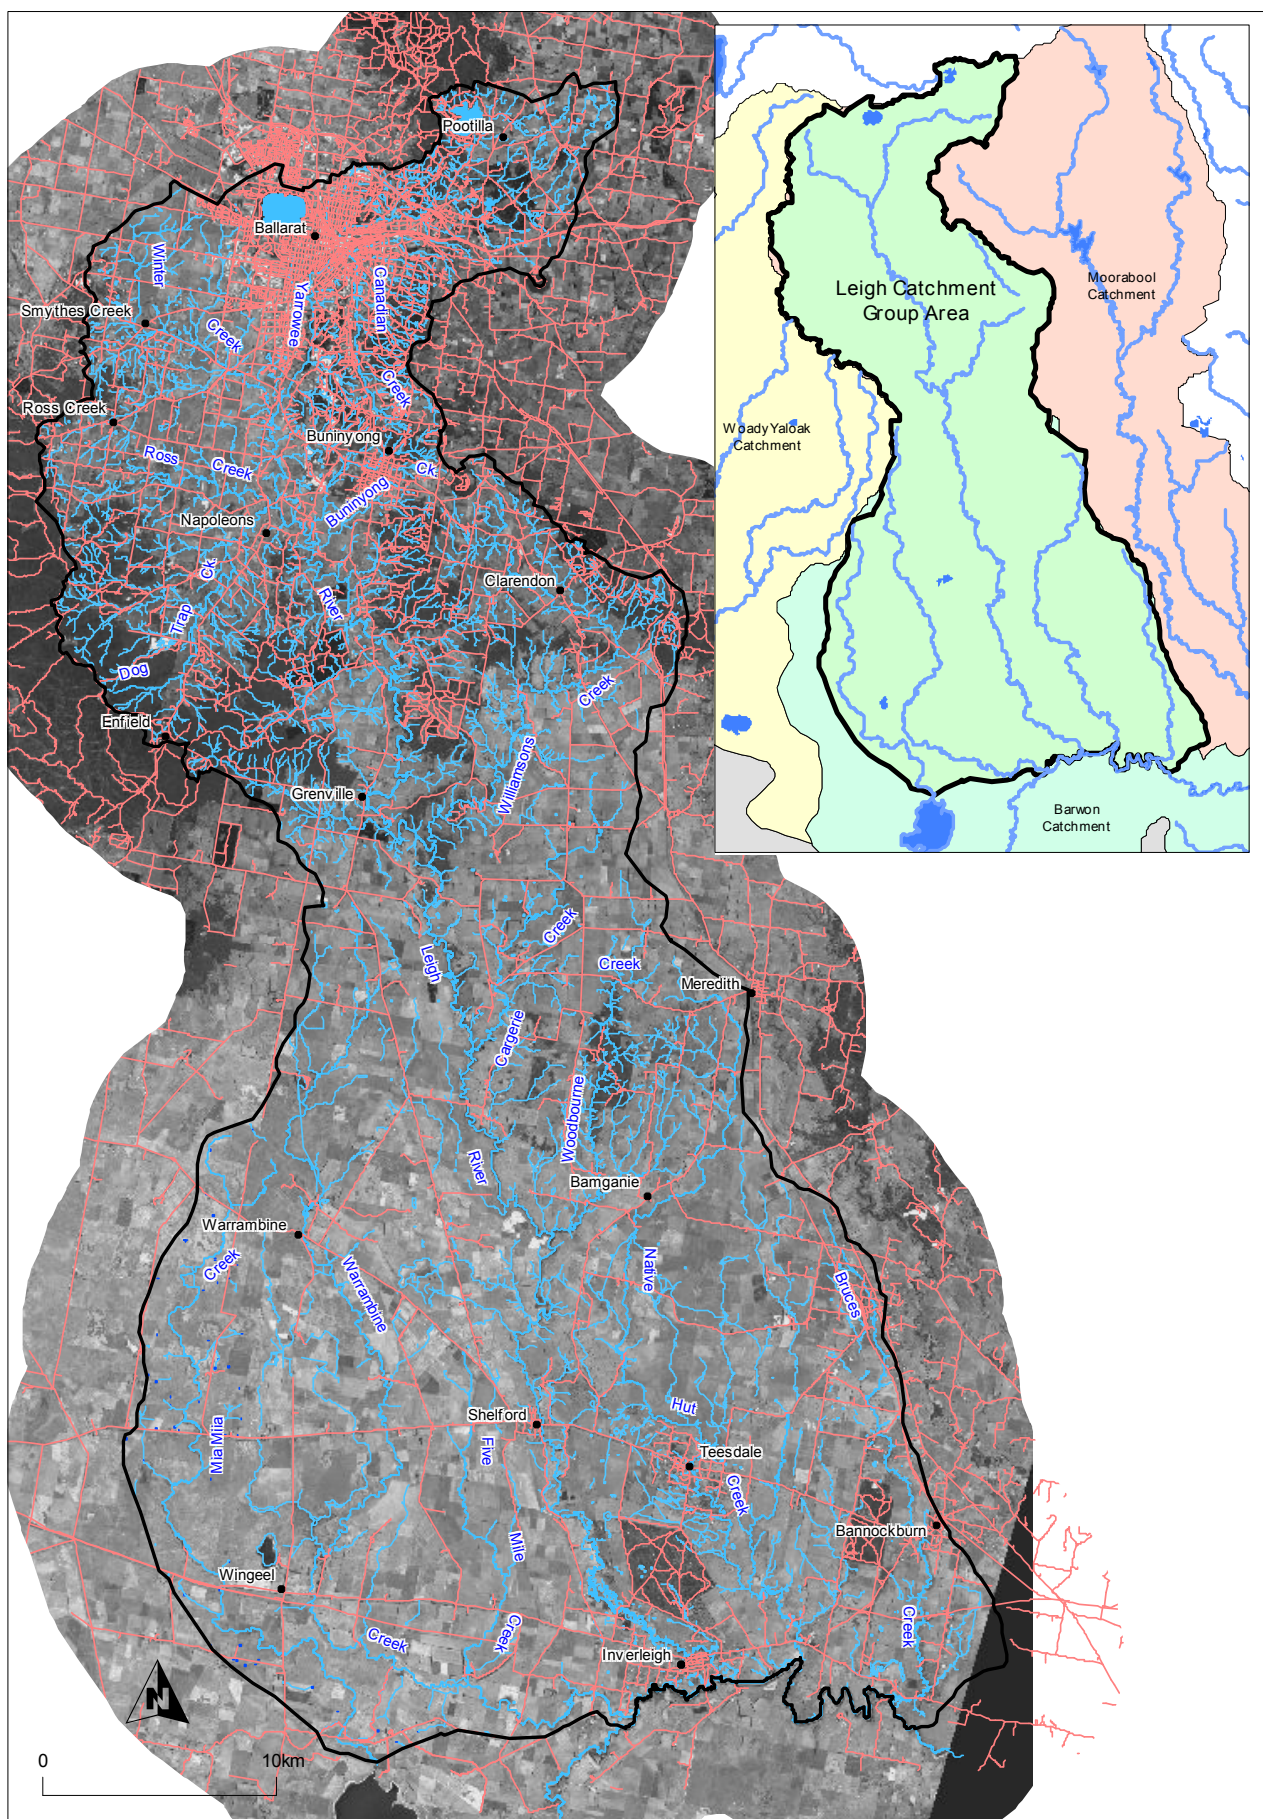 Pootilla
Ballarat
Winter
Canadian
Yarrowee
Smythes Creek
Creek
Creek
Ross Creek
Buninyong
Ross
Creek
Ck.
Buninyong
Napoleons
Ck.
Clarendon
River
Trap
Dog
Creek
Enfield
Williamsons
Grenville
Creek
Leigh
Creek
Meredith
Cargerie
Woodbourne
River
Bamganie
Warrambine
Creek
Warrambine
Native
Bruces
Hut
Shelford
Mia Miia
Five
Teesdale
Creek
Bannockburn
Mile
Wingeel
Creek
Creek
Creek
Inverleigh
N
0 10km
Leigh Catchment
Group Area
Moorabool
Catchment
Woady Yaloak
Catchment
Barwon
Catchment